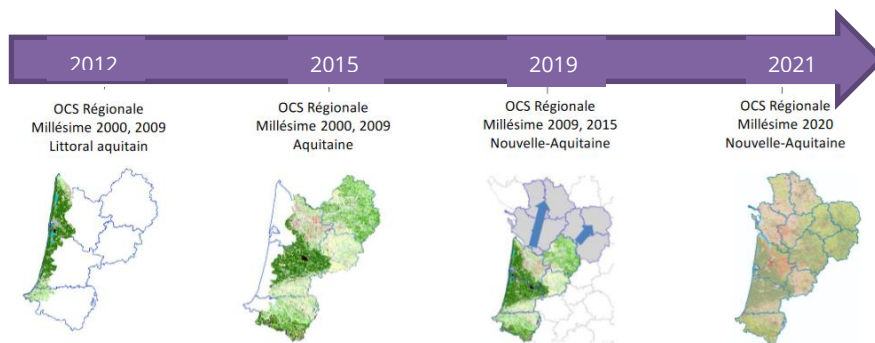 2012
2015
2019
2021
OCS Régionale
Millésime 2000, 2009
Littoral aquitain
OCS Régionale
Millésime 2000, 2009
Aquitaine
OCS Régionale
Millésime 2009, 2015
Nouvelle-Aquitaine
OCS Régionale
Millésime 2020
Nouvelle-Aquitaine